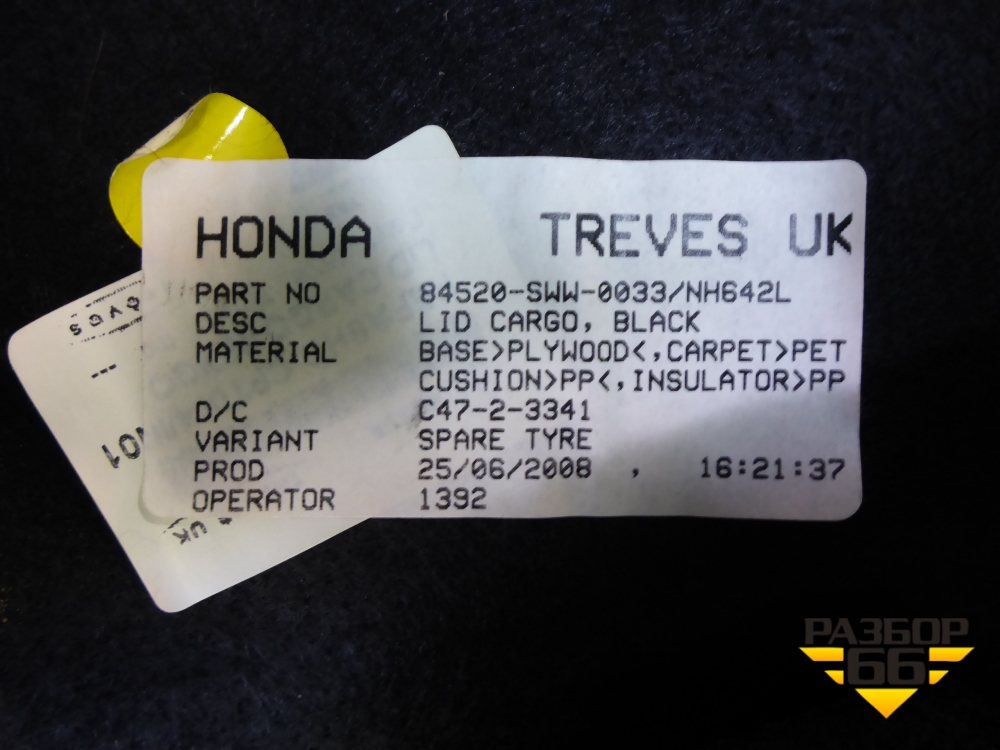 HONDA TREVES UK
PART NO 84520-SWW-0033/NH642L
DESC LID CARGO, BLACK
MATERIAL BASE>PLYWOOD<,CARPET>PET
CUSHION>PP<,INSULATOR>PP
D/C C47-2-3341
VARIANT SPARE TYRE
PROD 25/06/2008 , 16:21:37
OPERATOR 1392
UK
РАЗБОР
66